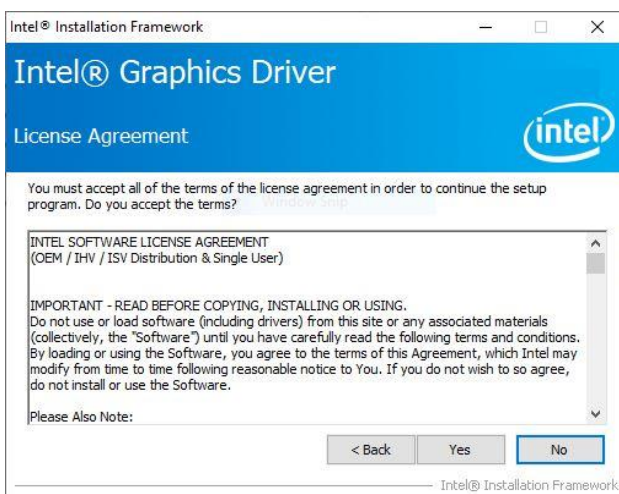 Intel® Installation Framework
Intel® Graphics Driver
License Agreement
intel
You must accept all of the terms of the license agreement in order to continue the setup
program. Do you accept the terms?
Window Snip
INTEL SOFTWARE LICENSE AGREEMENT
(OEM / IHV / ISV Distribution & Single User)
IMPORTANT - READ BEFORE COPYING, INSTALLING OR USING.
Do not use or load software (including drivers) from this site or any associated materials
(collectively, the "Software") until you have carefully read the following terms and conditions.
By loading or using the Software, you agree to the terms of this Agreement, which Intel may
modify from time to time following reasonable notice to You. If you do not wish to so agree,
do not install or use the Software.
Please Also Note:
< Back Yes No
Intel® Installation Framework